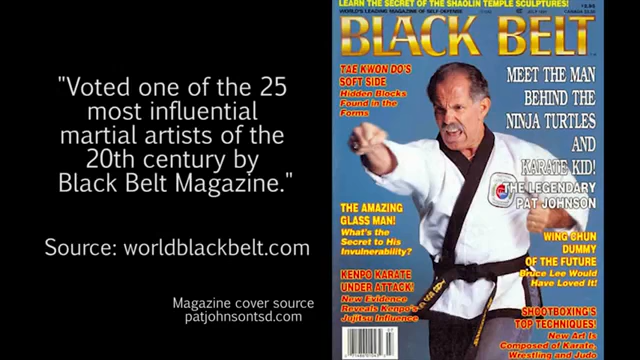 "Voted one of the 25
most influential
martial artists of the
20th century by
Black Belt Magazine."
Source: worldblackbelt.com
Magazine cover source
patjohnsontsd.com
LEARN THE SECRET OF THE SHAOLIN TEMPLE SCULPTURES!
WORLD'S LEADING MAGAZINE OF SELF-DEFENSE
BLACK BELT
TAE KWON DO'S
SOFT SIDE
Hidden Blocks
Found in the
Forms
MEET THE MAN
BEHIND THE
NINJA TURTLES
AND
KARATE KID!
THE LEGENDARY
PAT JOHNSON
THE AMAZING
GLASS MAN!
What's the
Secret to His
Invulnerability?
KENPO KARATE
UNDER ATTACK!
New Evidence
Reveals Kenpo's
Jujitsu Influence
WING CHUN
DUMMY
OF THE FUTURE
Bruce Lee Would
Have Loved It!
SHOOTBOXING'S
TOP TECHNIQUES!
New Art Is
Composed of Karate,
Wrestling and Judo